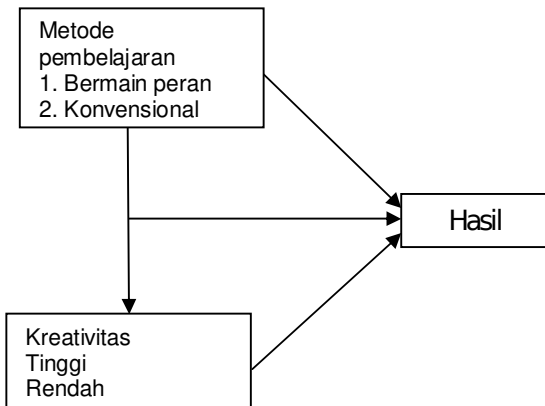 Metode
pembelajaran
1. Bermain peran
2. Konvensional
Hasil
Kreativitas
Tinggi
Rendah